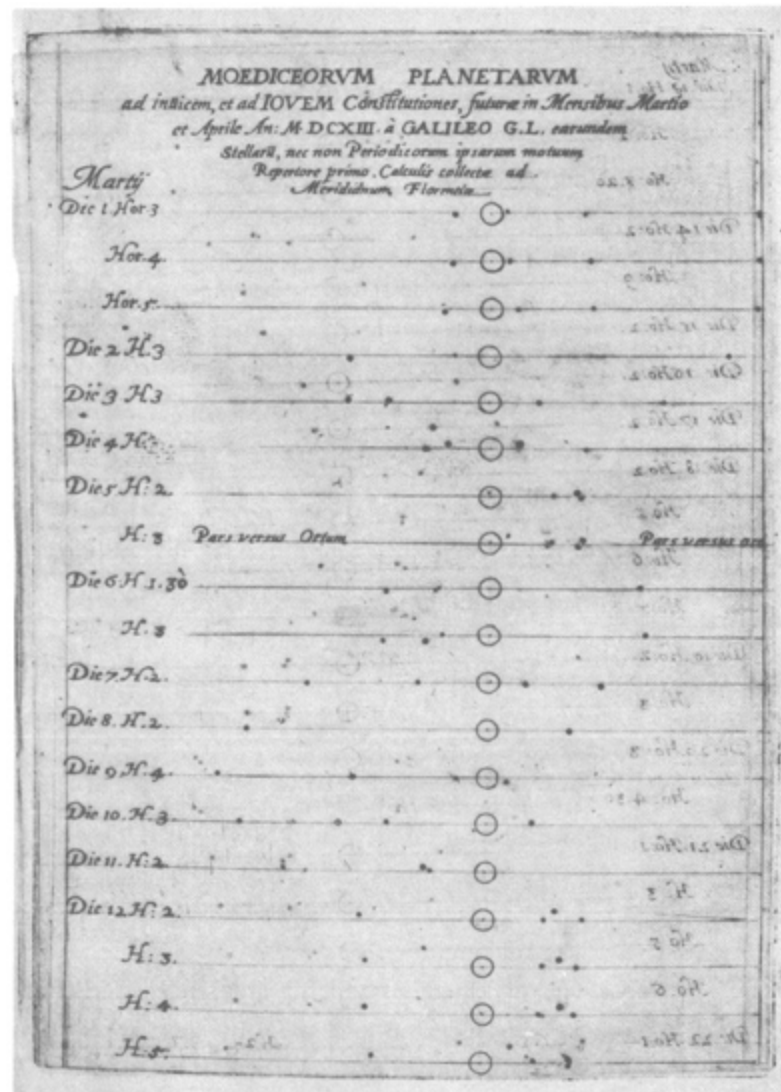 MOEDICEORVM PLANETARVM
ad inuicem, et ad IOVEM Constitutiones, futuræ in Mensibus Martio
et Aprile An: M DCXIII. à GALILEO G.L. earundem
Stellarū, nec non Periodicorum ipsarum motuum
Repertore primo. Calculis collectæ ad
Meridianum Florentiæ
Martij
Die 1 Hor. 3
Hor. 4.
Hor. 5.
Die 2 H. 3
Die 3 H 3
Die 4 H.
Die 5 H: 2.
H: 3 Pars versus Ortum Pars versus
Die 6 H. 1. 30
H: 3
Die 7. H. 2.
Die 8. H. 2
Die 9 H. 4.
Die 10. H. 3
Die 11. H: 2.
Die 12 H: 2.
H: 3.
H: 4
H: 5.